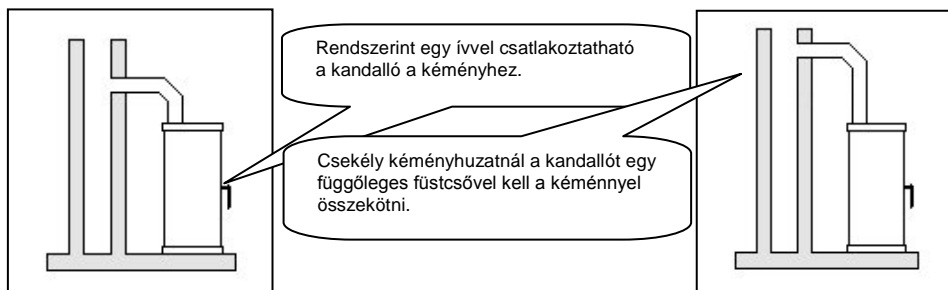 Rendszerint egy ívvel csatlakoztatható
a kandalló a kéményhez.
Csekély kéményhuzatnál a kandallót egy
függőleges füstcsővel kell a kéménnyel
összekötni.